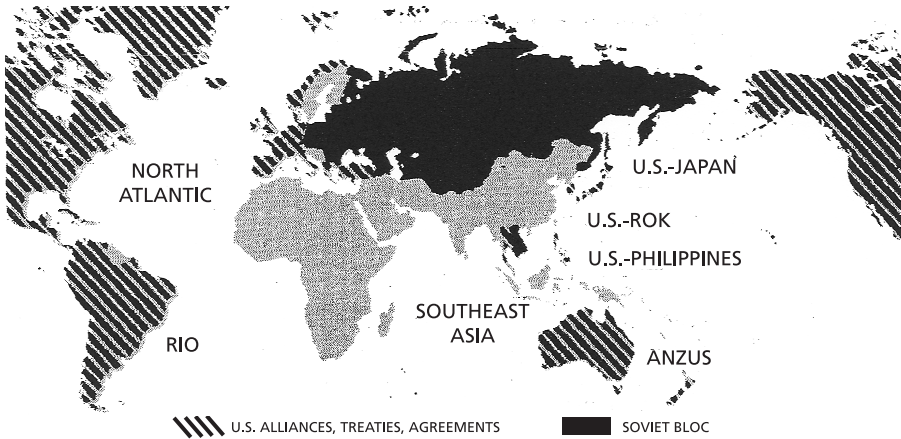 NORTH
ATLANTIC
U.S.-JAPAN
U.S.-ROK
U.S.-PHILIPPINES
SOUTHEAST
ASIA
RIO
ANZUS
U.S. ALLIANCES, TREATIES, AGREEMENTS
SOVIET BLOC